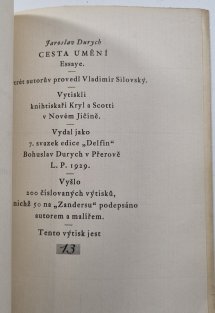 Jaroslav Durych
CESTA UMĚNÍ
Essaye.
rét autorův provedl Vladimír Silovský.
Vytiskli
knihtiskaři Kryl a Scotti
v Novém Jičíně.
Vydal jako
7. svazek edice „Delfín"
Bohuslav Durych v Přerově
L. P. 1929.
Vyšlo
200 číslovaných výtisků,
nichž 50 na „Zandersu" podepsáno
autorem a malířem.
Tento výtisk jest
13